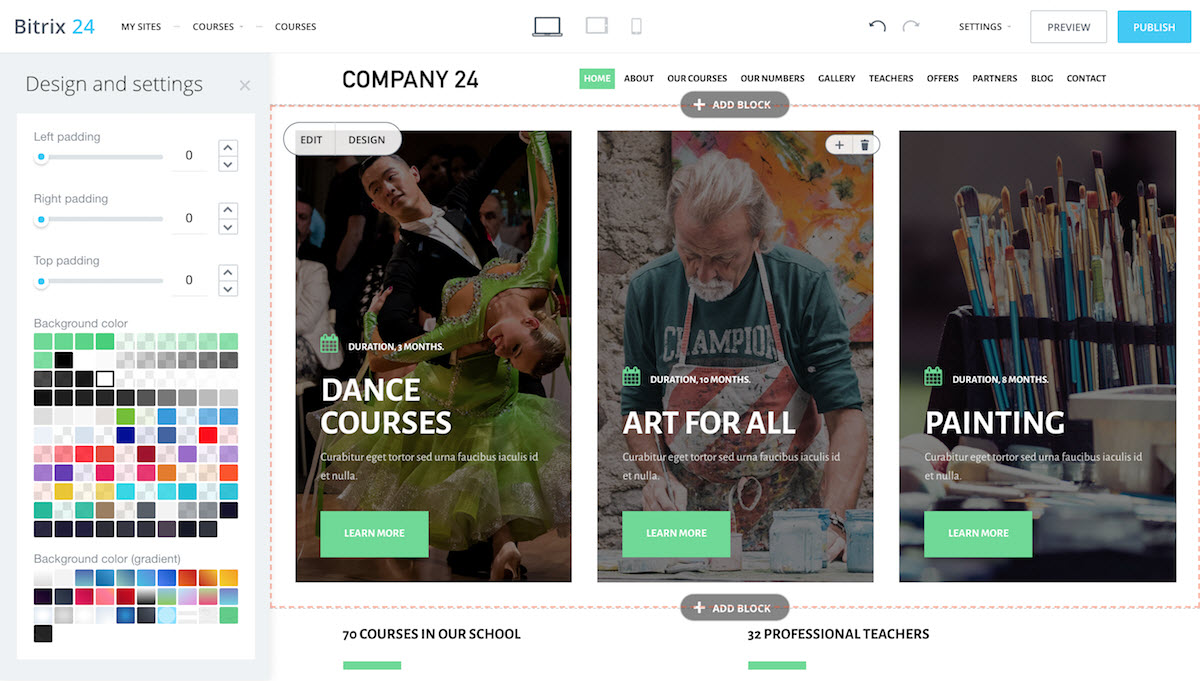 Bitrix 24
MY SITES
COURSES
COURSES
SETTINGS
PREVIEW
PUBLISH
Design and settings
Left padding
0
Right padding
0
Top padding
0
Background color
Background color (gradient)
COMPANY 24
HOME
ABOUT
OUR COURSES
OUR NUMBERS
GALLERY
TEACHERS
OFFERS
PARTNERS
BLOG
CONTACT
ADD BLOCK
EDIT
DESIGN
DURATION, 3 MONTHS.
DANCE
COURSES
Curabitur eget tortor sed urna faucibus iaculis id
et nulla.
LEARN MORE
CHAMPION
DURATION, 10 MONTHS.
ART FOR ALL
Curabitur eget tortor sed urna faucibus iaculis id
et nulla.
LEARN MORE
DURATION, 8 MONTHS.
PAINTING
Curabitur eget tortor sed urna faucibus iaculis id
et nulla.
LEARN MORE
ADD BLOCK
70 COURSES IN OUR SCHOOL
32 PROFESSIONAL TEACHERS